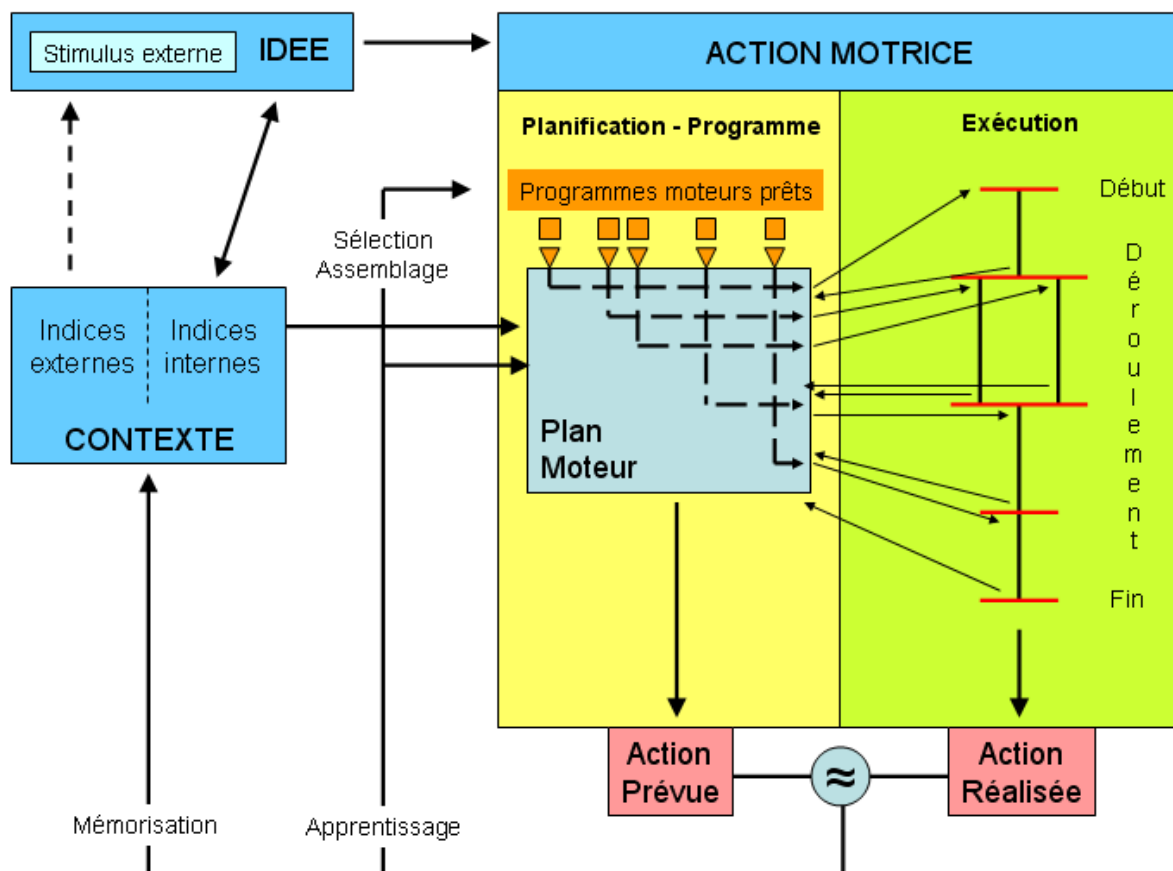 Stimulus externe
IDEE
ACTION MOTRICE
Planification - Programme
Exécution
Programmes moteurs prêts
Début
Sélection
Assemblage
Déroulement
Indices
externes
Indices
internes
CONTEXTE
Plan
Moteur
Fin
Action
Prévue
≈
Action
Réalisée
Mémorisation
Apprentissage